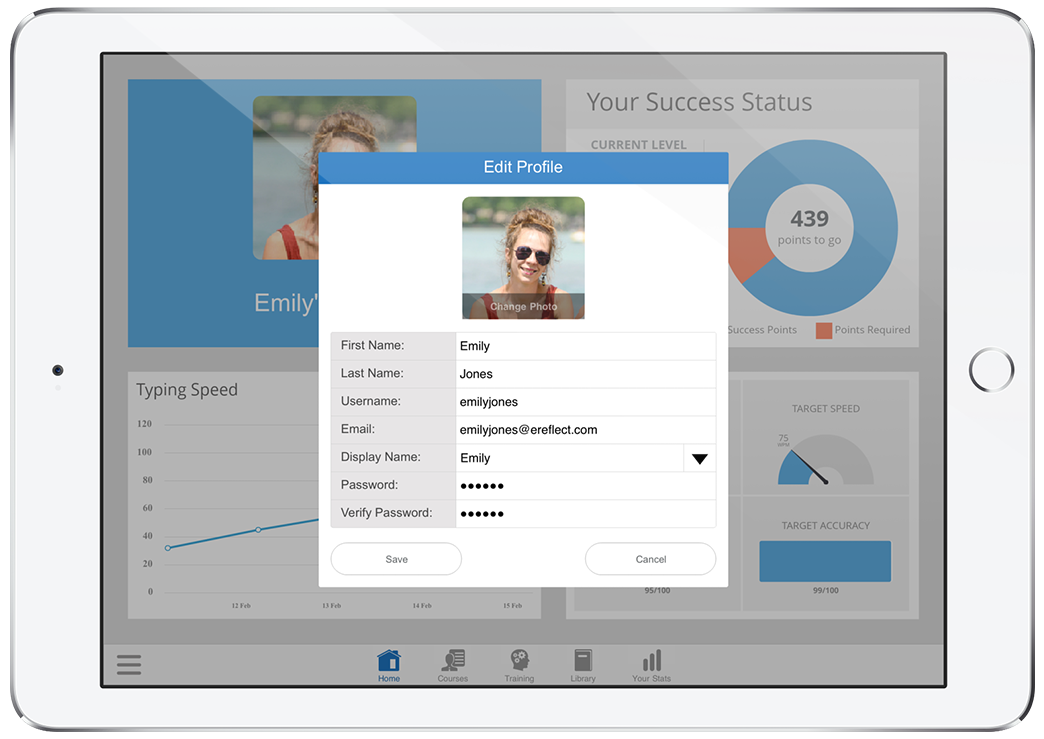 Your Success Status
CURRENT LEVEL
439
points to go
Success Points
Points Required
Emily'
Edit Profile
Change Photo
First Name: Emily
Last Name: Jones
Username: emilyjones
Email: emilyjones@ereflect.com
Display Name: Emily
Password: ●●●●●●
Verify Password: ●●●●●●
Save
Cancel
Typing Speed
120
100
80
60
40
20
0
12 Feb 13 Feb 14 Feb 15 Feb
TARGET SPEED
75
WPM
TARGET ACCURACY
95/100
99/100
Home Courses Training Library Your Stats